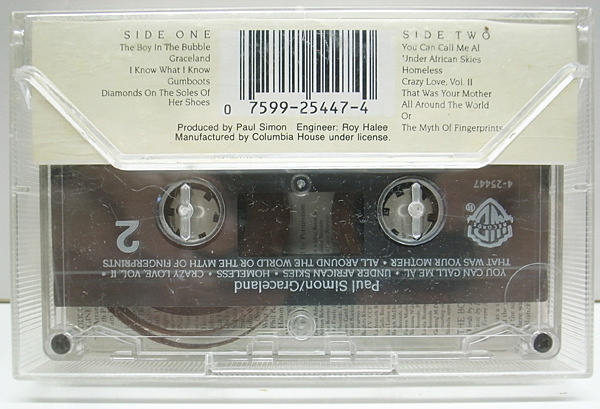 SIDE ONE
The Boy In The Bubble
Graceland
I Know What I Know
Gumboots
Diamonds On The Soles Of
Her Shoes
0 7599-25447-4
SIDE TWO
You Can Call Me Al
'Under African Skies
Homeless
Crazy Love, Vol. II
That Was Your Mother
All Around The World
Or
The Myth Of Fingerprints
Produced by Paul Simon Engineer: Roy Halee
Manufactured by Columbia House under license.
Paul Simon/Graceland
YOU CAN CALL ME AL • UNDER AFRICAN SKIES • HOMELESS • CRAZY LOVE, VOL. II •
THAT WAS YOUR MOTHER • ALL AROUND THE WORLD OR THE MYTH OF FINGERPRINTS
2
4-25447